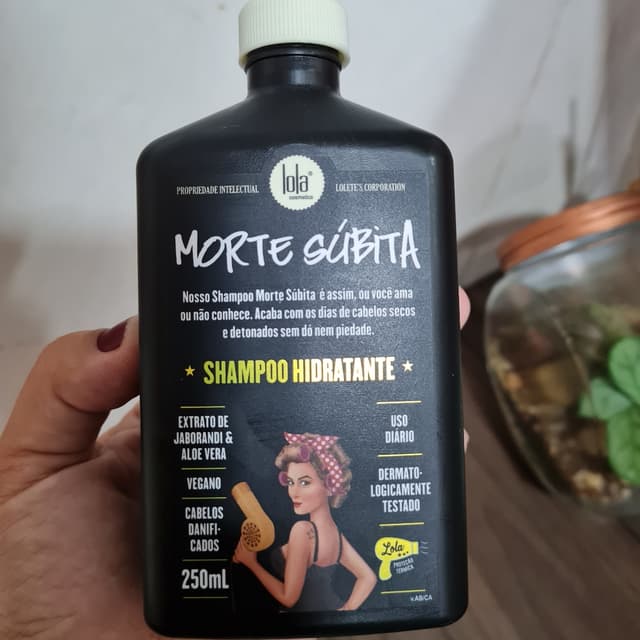 lola®
cosmetics
PROPRIEDADE INTELECTUAL
LOLETE'S CORPORATION
MORTE SÚBITA
Nosso Shampoo Morte Súbita é assim, ou você ama
ou não conhece. Acaba com os dias de cabelos secos
e detonados sem dó nem piedade.
SHAMPOO HIDRATANTE
EXTRATO DE
JABORANDI &
ALOE VERA
VEGANO
CABELOS
DANIFI-
CADOS
250mL
USO
DIÁRIO
DERMATO-
LOGICAMENTE
TESTADO
Lola
PROTEÇÃO
TÉRMICA